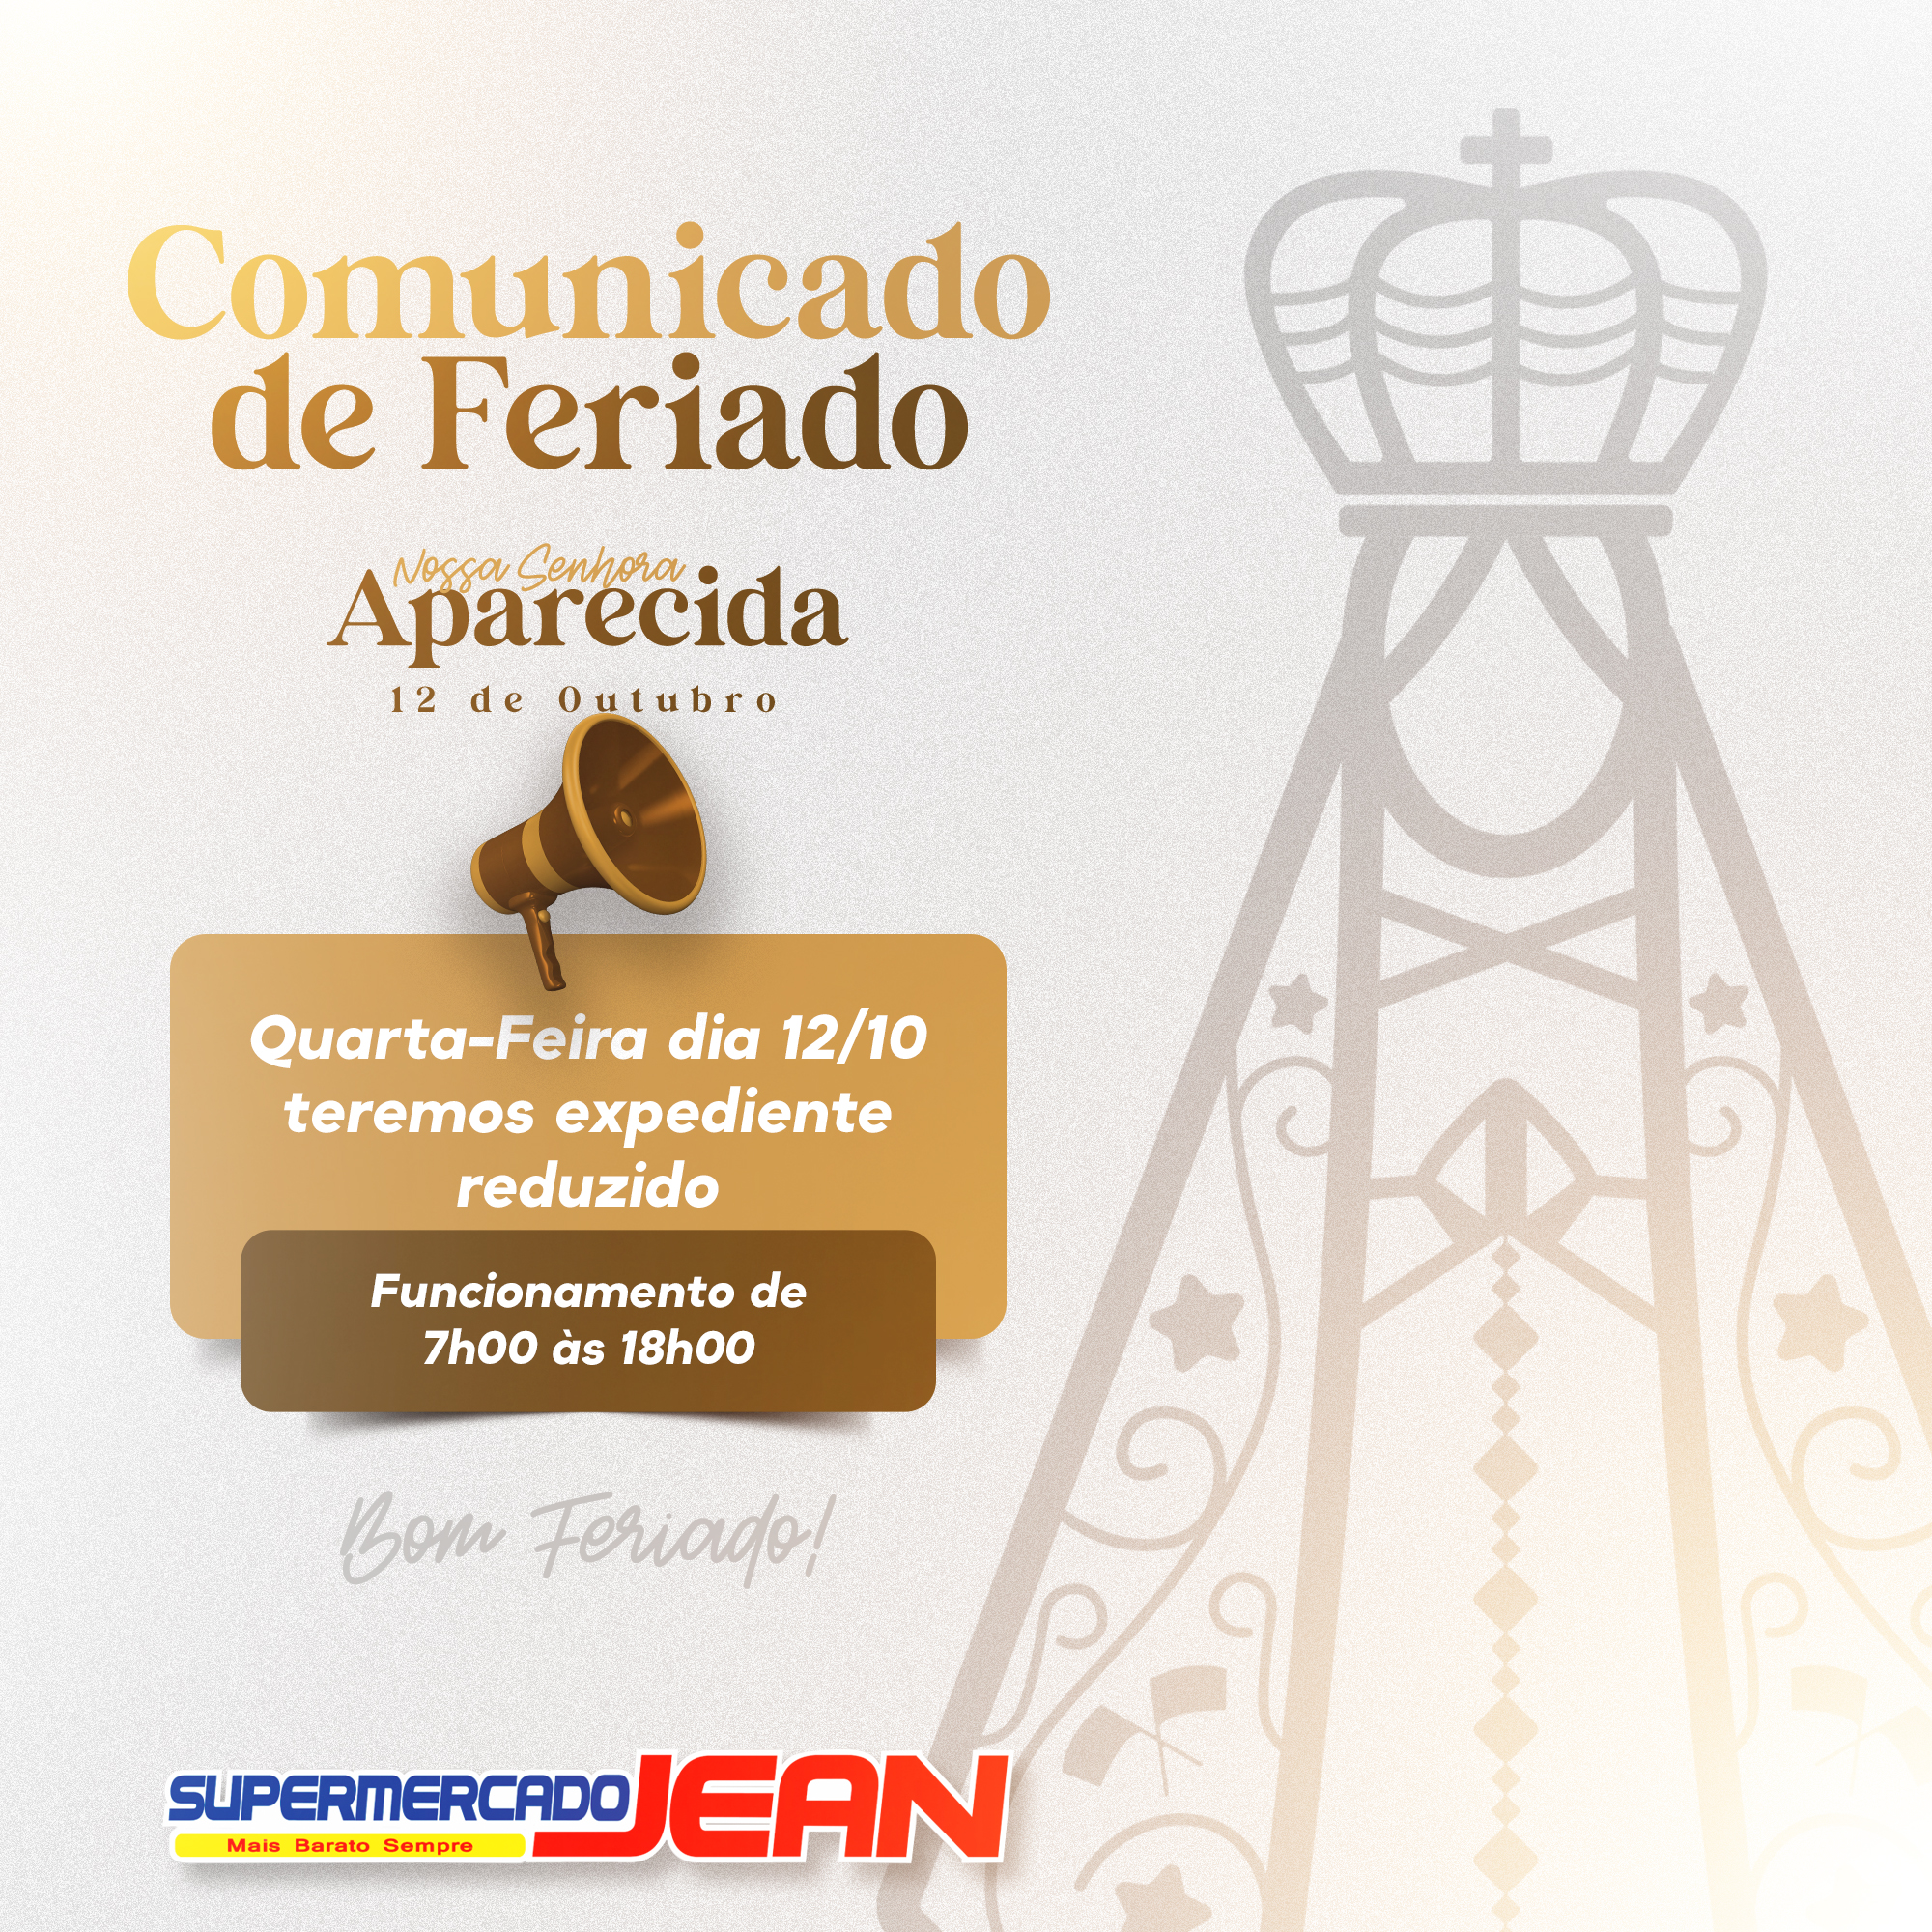 Comunicado
de Feriado
Nossa Senhora
Aparecida
12 de Outubro
Quarta-Feira dia 12/10
teremos expediente
reduzido
Funcionamento de
7h00 às 18h00
Bom Feriado!
SUPERMERCADO JEAN
Mais Barato Sempre